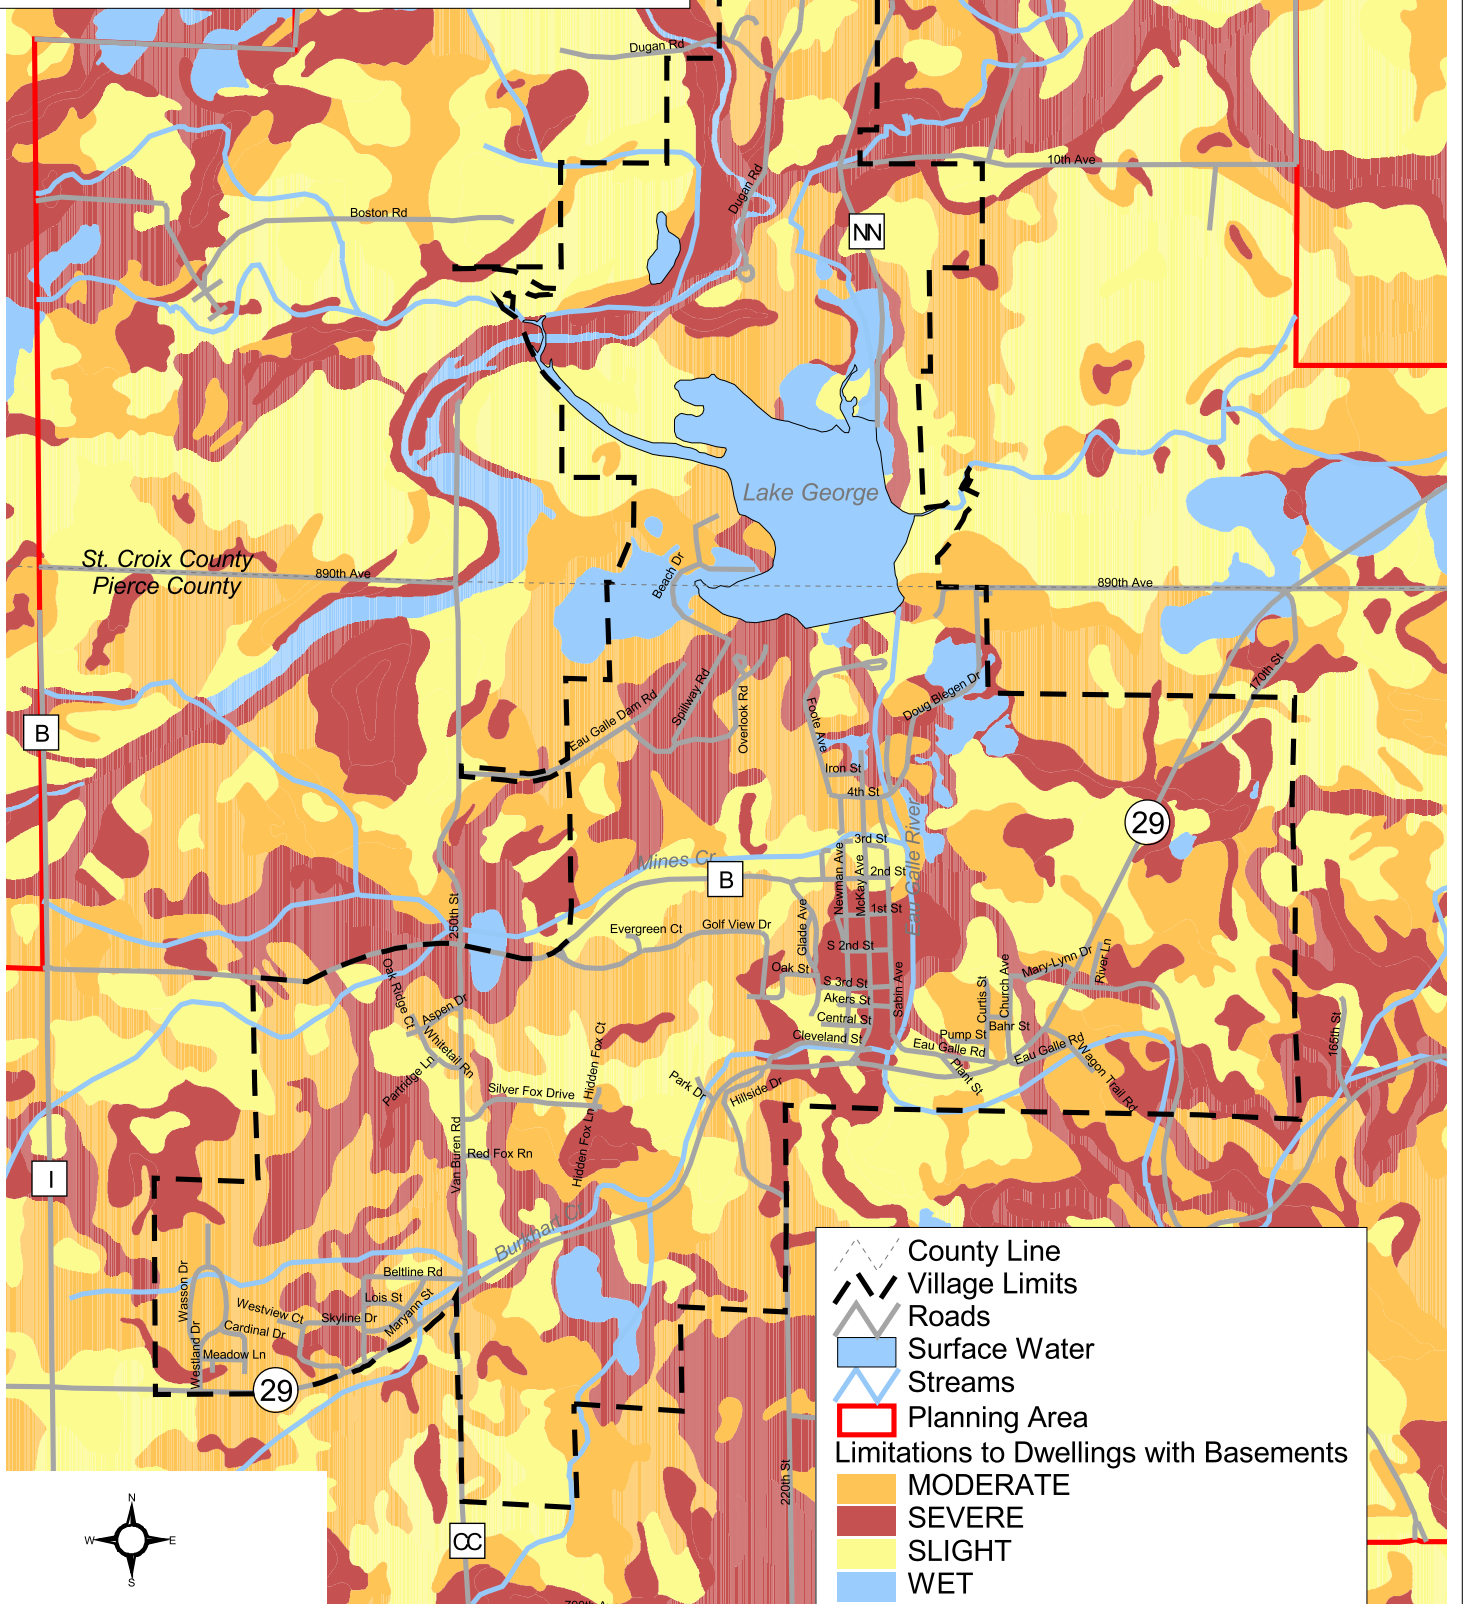 Dugan Rd
10th Ave
Dugan Rd
Boston Rd
NN
Lake George
St. Croix County
Pierce County
890th Ave
Beach Dr
890th Ave
170th St
B
Eau Galle Dam Rd
Spillway Rd
Overlook Rd
Foote Ave
Doug Blegen Dr
Iron St
4th St
29
Eau Galle River
3rd St
Mines Cr
B
2nd St
Newman Ave
McKay Ave
1st St
250th St
Evergreen Ct
Golf View Dr
Glade Ave
S 2nd St
Oak St
S 3rd St
Akers St
Central St
Cleveland St
Sabin Ave
Curtis St
Church Ave
Mary-Lynn Dr
River Ln
Bahr St
Pump St
Eau Galle Rd
Eau Galle Rd
Plant St
Wagon Trail Rd
165th St
Oak Ridge Ct
Aspen Dr
Whitetail Rn
Partridge Ln
Silver Fox Drive
Hidden Fox Ct
Hidden Fox Ln
Park Dr
Hillside Dr
Van Buren Rd
Red Fox Rn
I
Burkhart Cr
Wasson Dr
Beltline Rd
Lois St
Westview Ct
Skyline Dr
Maryann St
Cardinal Dr
Westland Dr
Meadow Ln
29
220th St
CC
N
W
E
S
County Line
Village Limits
Roads
Surface Water
Streams
Planning Area
Limitations to Dwellings with Basements
MODERATE
SEVERE
SLIGHT
WET